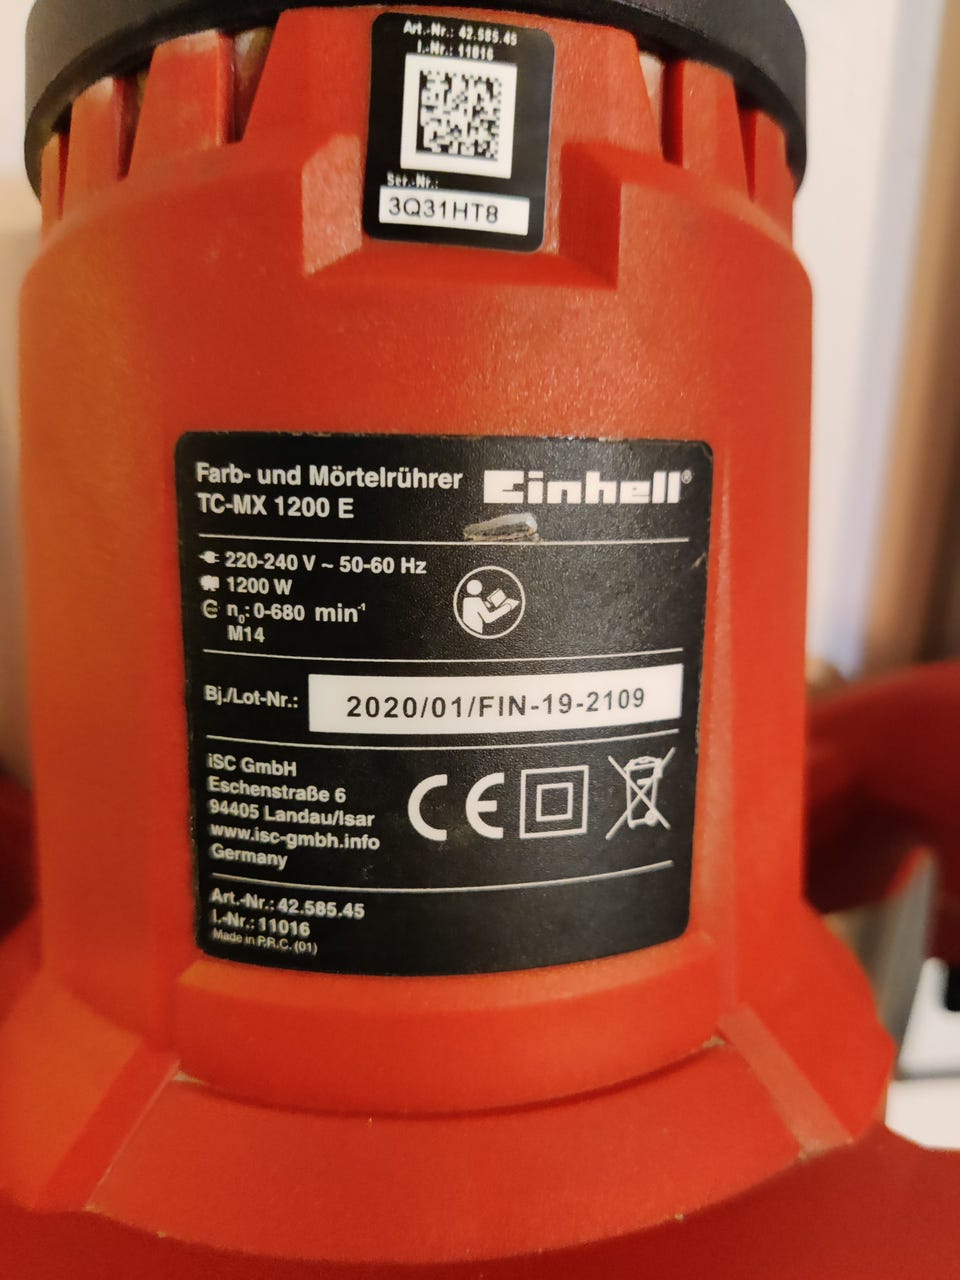 Art.-Nr.: 42.585.45
I.-Nr.: 11016
Ser.-Nr.:
3Q31HT8
Farb- und Mörtelrührer
TC-MX 1200 E
Einhell®
220-240 V ~ 50-60 Hz
1200 W
n₀: 0-680 min⁻¹
M14
Bj./Lot-Nr.: 2020/01/FIN-19-2109
iSC GmbH
Eschenstraße 6
94405 Landau/Isar
www.isc-gmbh.info
Germany
CE
Art.-Nr.: 42.585.45
I.-Nr.: 11016
Made in P.R.C. (01)